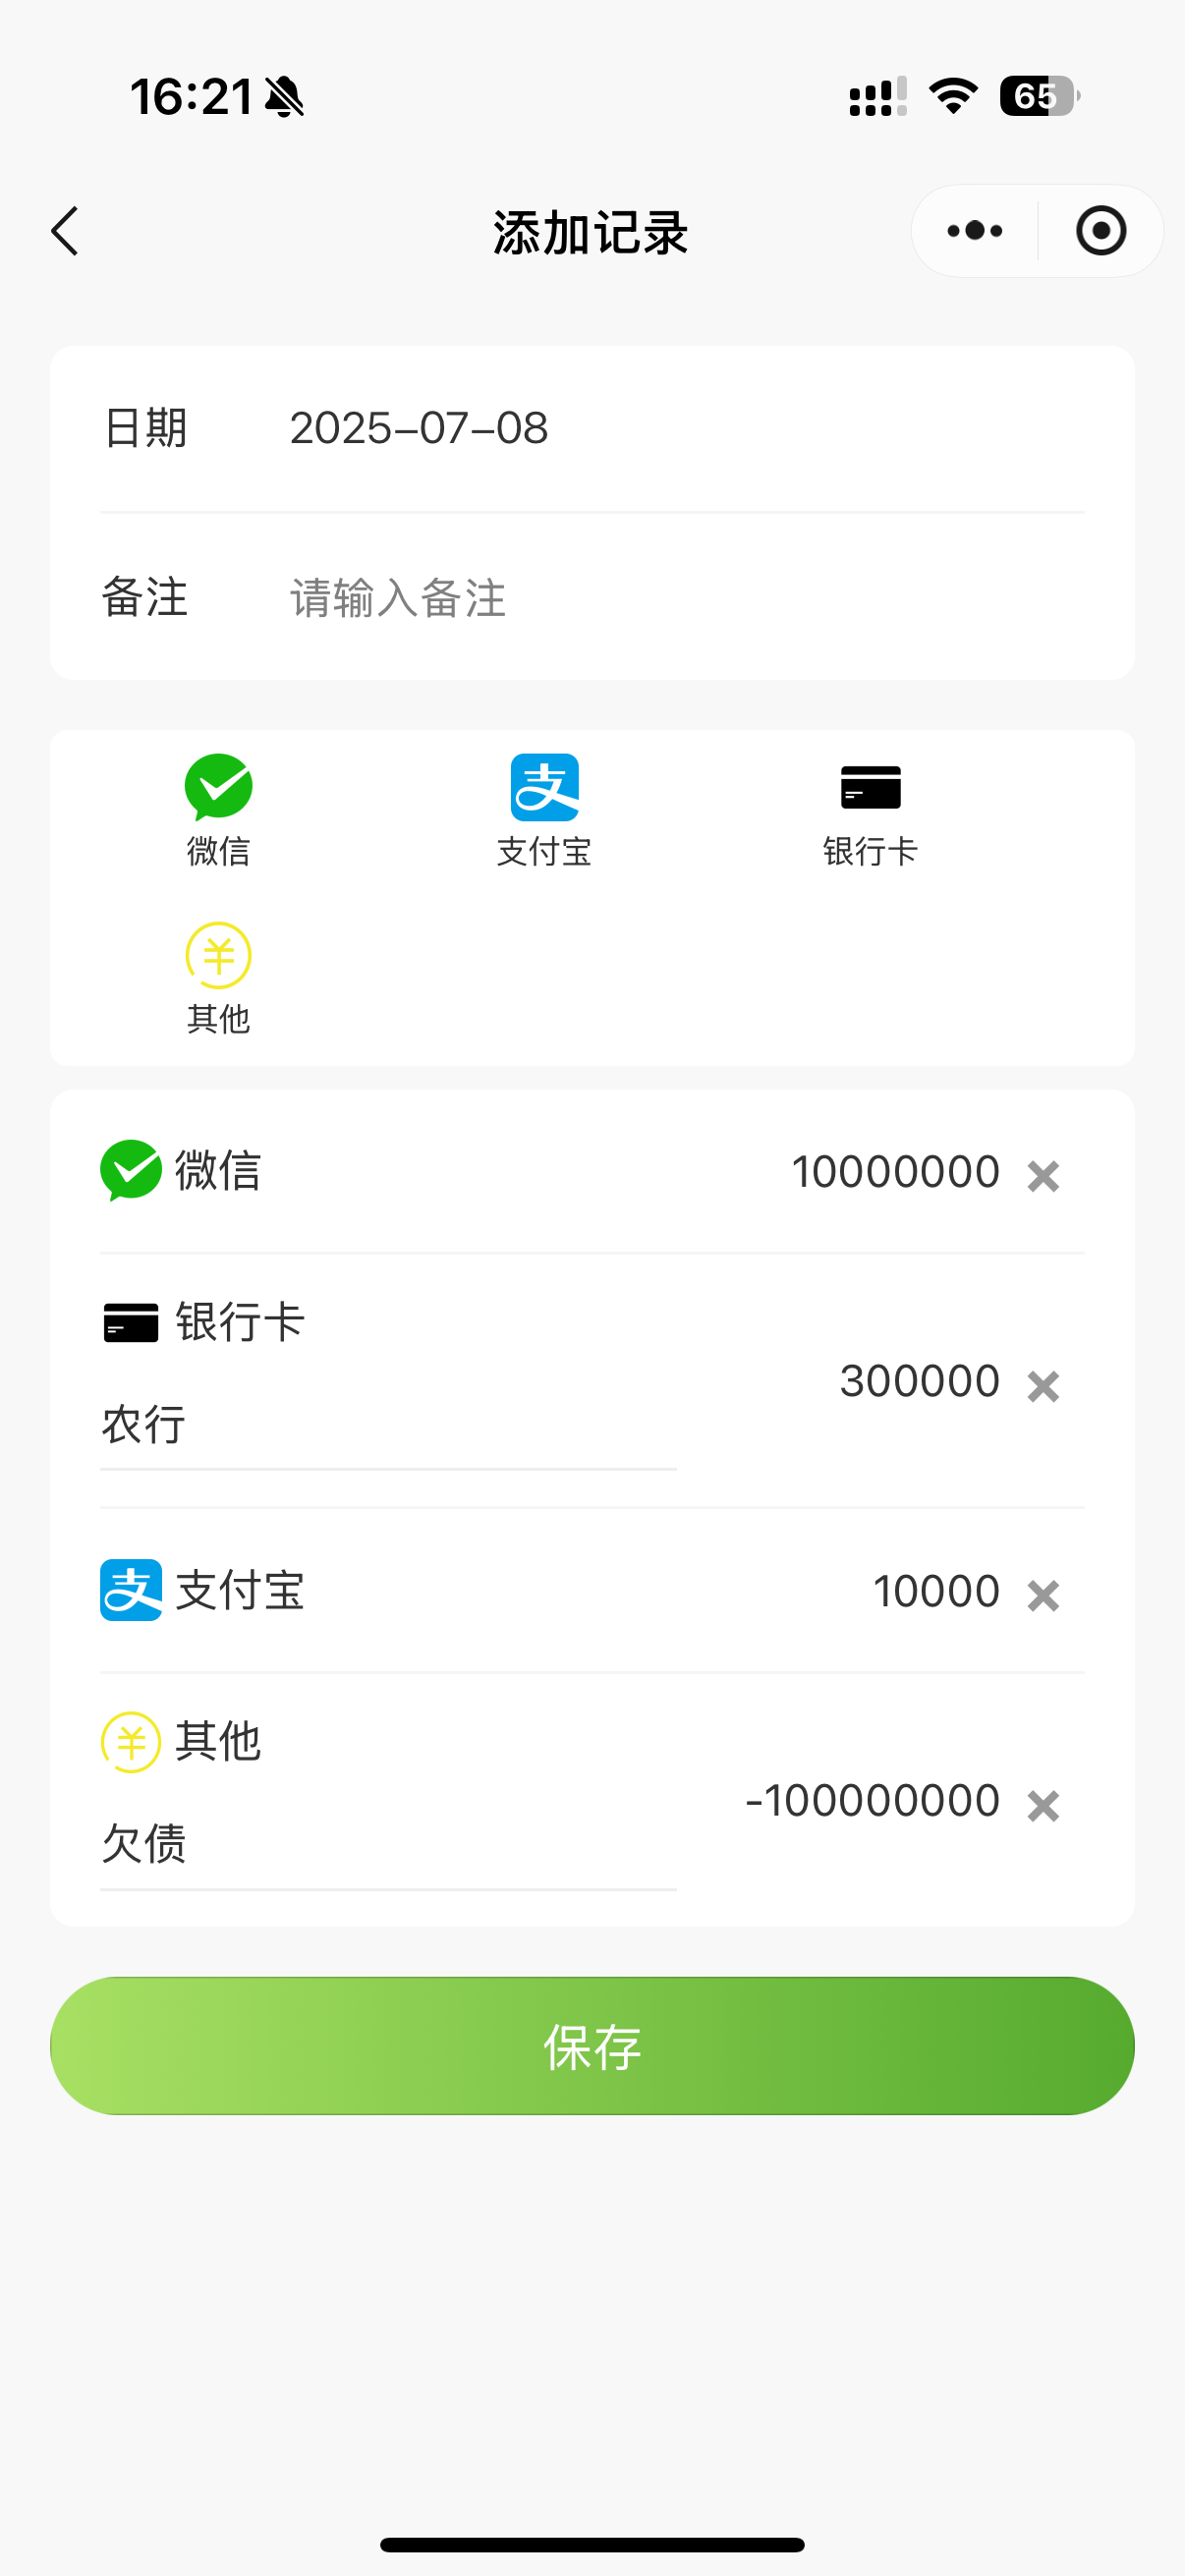 16:21
65
添加记录
日期 2025-07-08
备注 请输入备注
微信 支付宝 银行卡
其他
微信 10000000
银行卡
300000
农行
支付宝 10000
其他
-100000000
欠债
保存